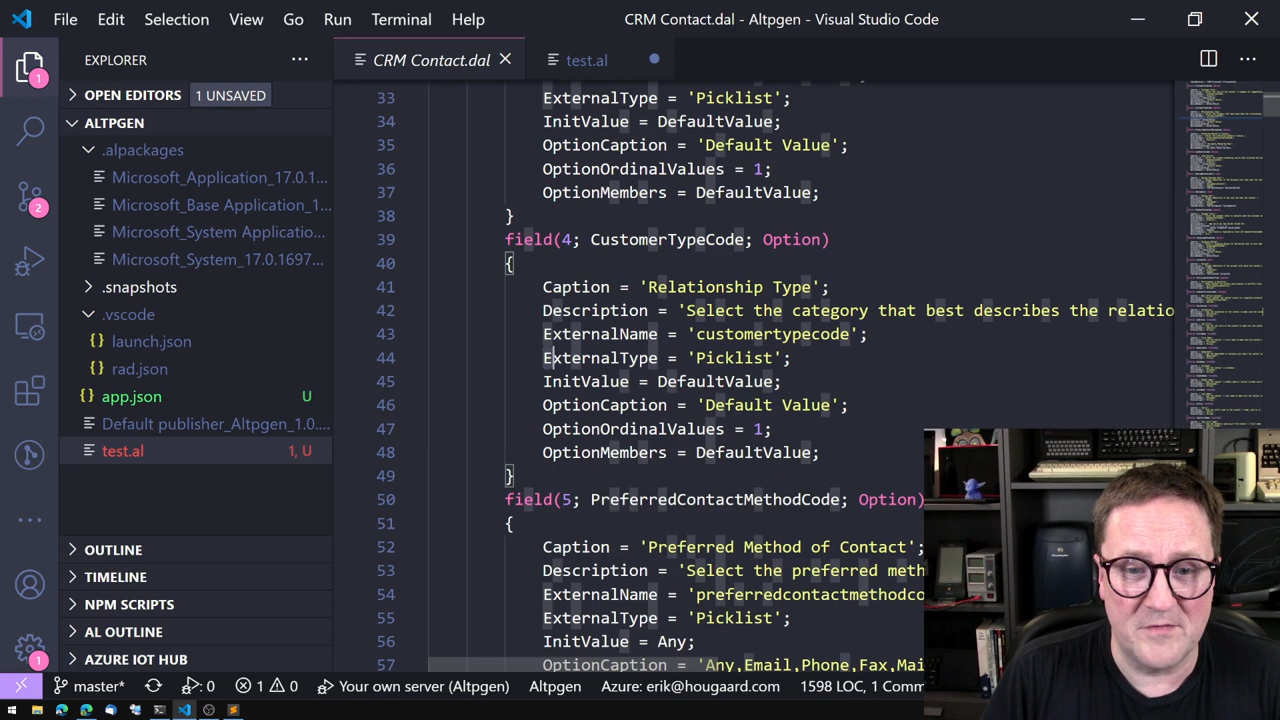 File Edit Selection View Go Run Terminal Help
CRM Contact.dal - Altpgen - Visual Studio Code
EXPLORER
CRM Contact.dal
test.al
OPEN EDITORS 1 UNSAVED
ALTPGEN
.alpackages
Microsoft_Application_17.0.1...
Microsoft_Base Application_1...
Microsoft_System Applicatio...
Microsoft_System_17.0.1697...
.snapshots
.vscode
launch.json
rad.json
{} app.json U
Default publisher_Altpgen_1.0....
test.al 1, U
OUTLINE
TIMELINE
NPM SCRIPTS
AL OUTLINE
AZURE IOT HUB
1
2
1
33 ExternalType = 'Picklist';
34 InitValue = DefaultValue;
35 OptionCaption = 'Default Value';
36 OptionOrdinalValues = 1;
37 OptionMembers = DefaultValue;
38 }
39 field(4; CustomerTypeCode; Option)
40 {
41 Caption = 'Relationship Type';
42 Description = 'Select the category that best describes the relatio
43 ExternalName = 'customertypecode';
44 ExternalType = 'Picklist';
45 InitValue = DefaultValue;
46 OptionCaption = 'Default Value';
47 OptionOrdinalValues = 1;
48 OptionMembers = DefaultValue;
49 }
50 field(5; PreferredContactMethodCode; Option)
51 {
52 Caption = 'Preferred Method of Contact';
53 Description = 'Select the preferred meth
54 ExternalName = 'preferredcontactmethodco
55 ExternalType = 'Picklist';
56 InitValue = Any;
57 OptionCaption = 'Any,Email,Phone,Fax,Mai
master* 0 1 0 Your own server (Altpgen) Altpgen Azure: erik@hougaard.com 1598 LOC, 1 Comm